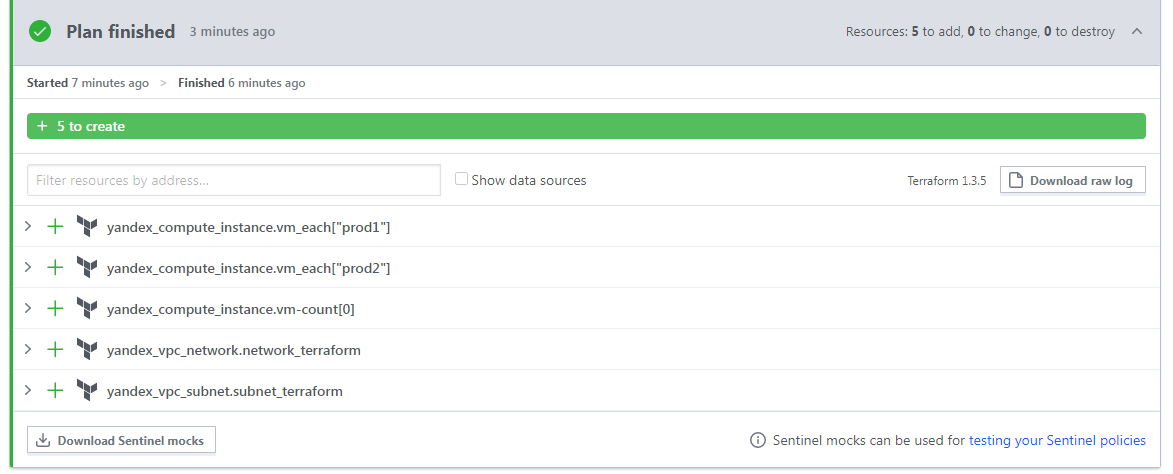 Plan finished 3 minutes ago Resources: 5 to add, 0 to change, 0 to destroy
Started 7 minutes ago > Finished 6 minutes ago
+ 5 to create
Filter resources by address... Show data sources Terraform 1.3.5 Download raw log
yandex_compute_instance.vm_each["prod1"]
yandex_compute_instance.vm_each["prod2"]
yandex_compute_instance.vm-count[0]
yandex_vpc_network.network_terraform
yandex_vpc_subnet.subnet_terraform
Download Sentinel mocks Sentinel mocks can be used for testing your Sentinel policies